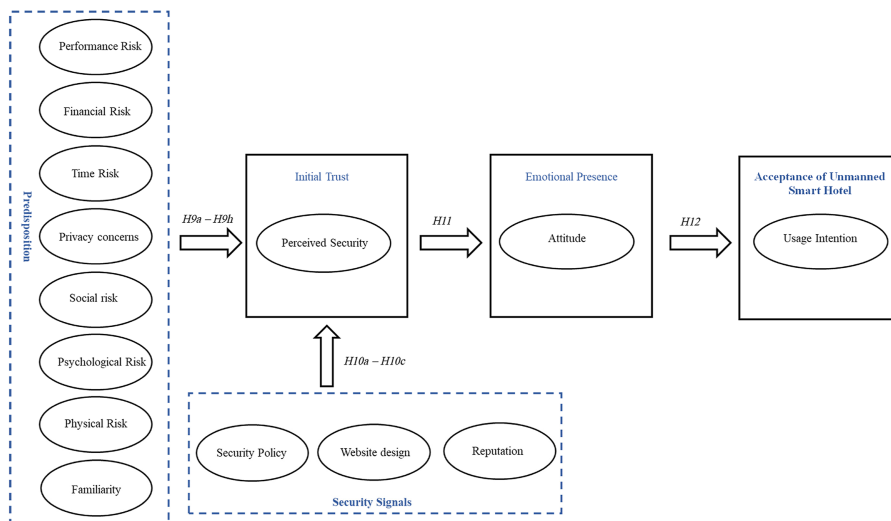 Performance Risk
Financial Risk
Time Risk
Privacy concerns
Social risk
Psychological Risk
Physical Risk
Familiarity
Predisposition
H9a – H9h
Initial Trust
Perceived Security
H11
Emotional Presence
Attitude
H12
Acceptance of Unmanned
Smart Hotel
Usage Intention
H10a – H10c
Security Policy
Website design
Reputation
Security Signals